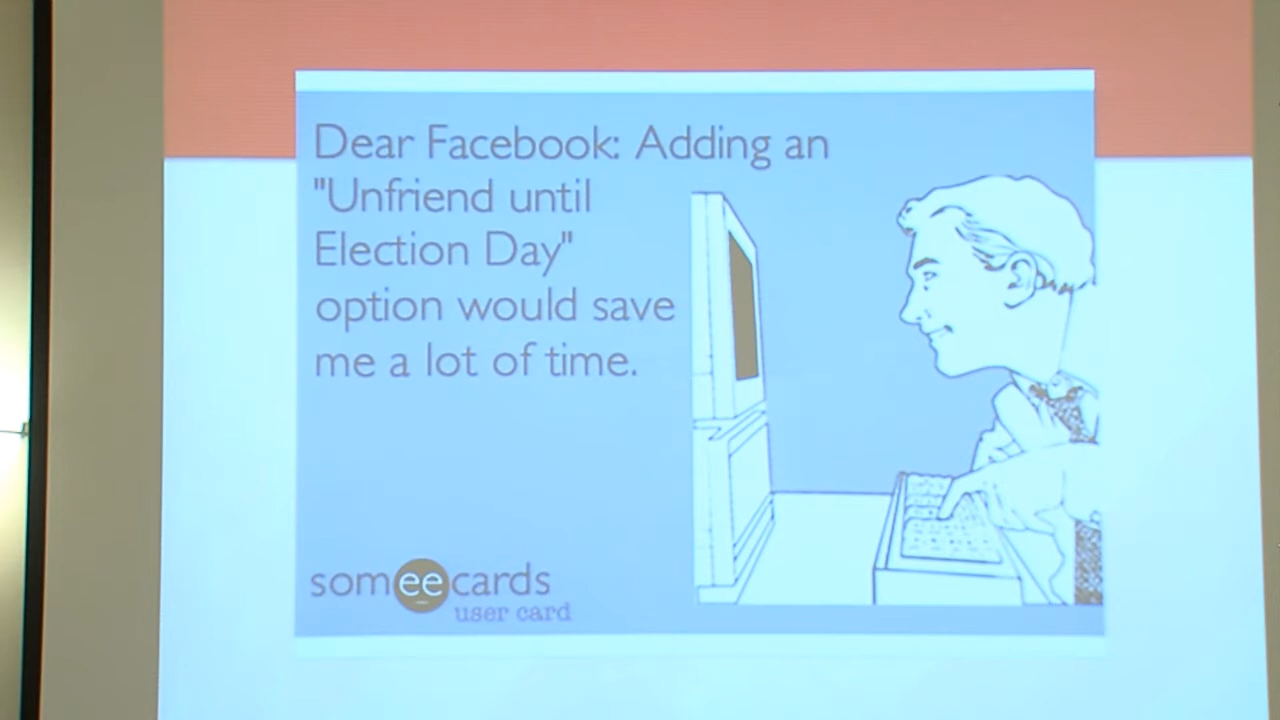 Dear Facebook: Adding an
"Unfriend until
Election Day"
option would save
me a lot of time.
someecards
user card